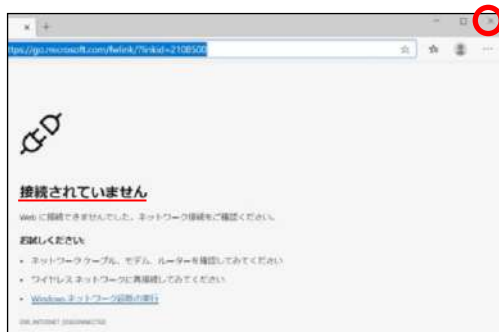 ttps://go.microsoft.com/fwlink/?linkid=2108500
接続されていません
Web に接続できませんでした。ネットワーク接続をご確認ください。
お試しください:
• ネットワーク ケーブル、モデム、ルーターを確認してみてください
• ワイヤレス ネットワークに再接続してみてください
• Windows ネットワーク診断の実行
ERR_INTERNET_DISCONNECTED